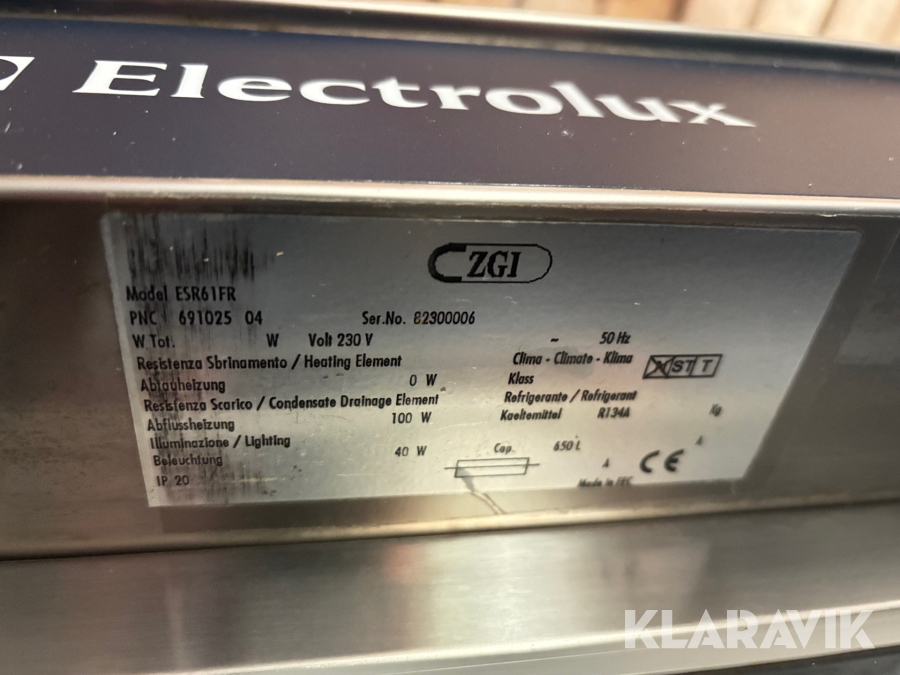 Electrolux
ZGI
Model ESR61FR
PNC 691025 04 Ser.No. 82300006
W Tot. W Volt 230 V ~ 50 Hz
Resistenza Sbrinamento / Heating Element
Abtauheizung 0 W
Resistenza Scarico / Condensate Drainage Element
Abflussheizung 100 W
Illuminazione / Lighting
Beleuchtung 40 W
IP 20
Clima - Climate - Klima
Klass ST T
Refrigerante / Refrigerant
Kaeltemittel R134A Kg
Cap. 650 L
A A
CE
Made in EEC
KLARAVIK